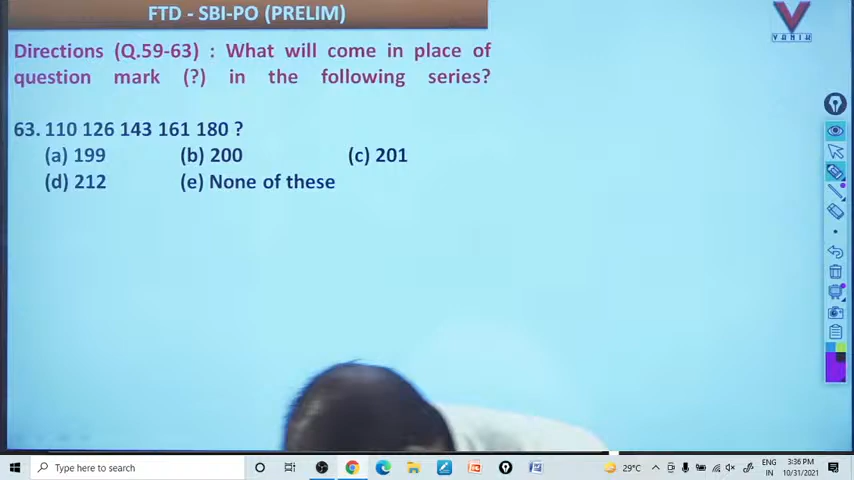 FTD - SBI-PO (PRELIM)
Directions (Q.59-63) : What will come in place of
question mark (?) in the following series?
63. 110 126 143 161 180 ?
(a) 199 (b) 200 (c) 201
(d) 212 (e) None of these
VANIK
Type here to search
29°C
ENG
IN
3:36 PM
10/31/2021